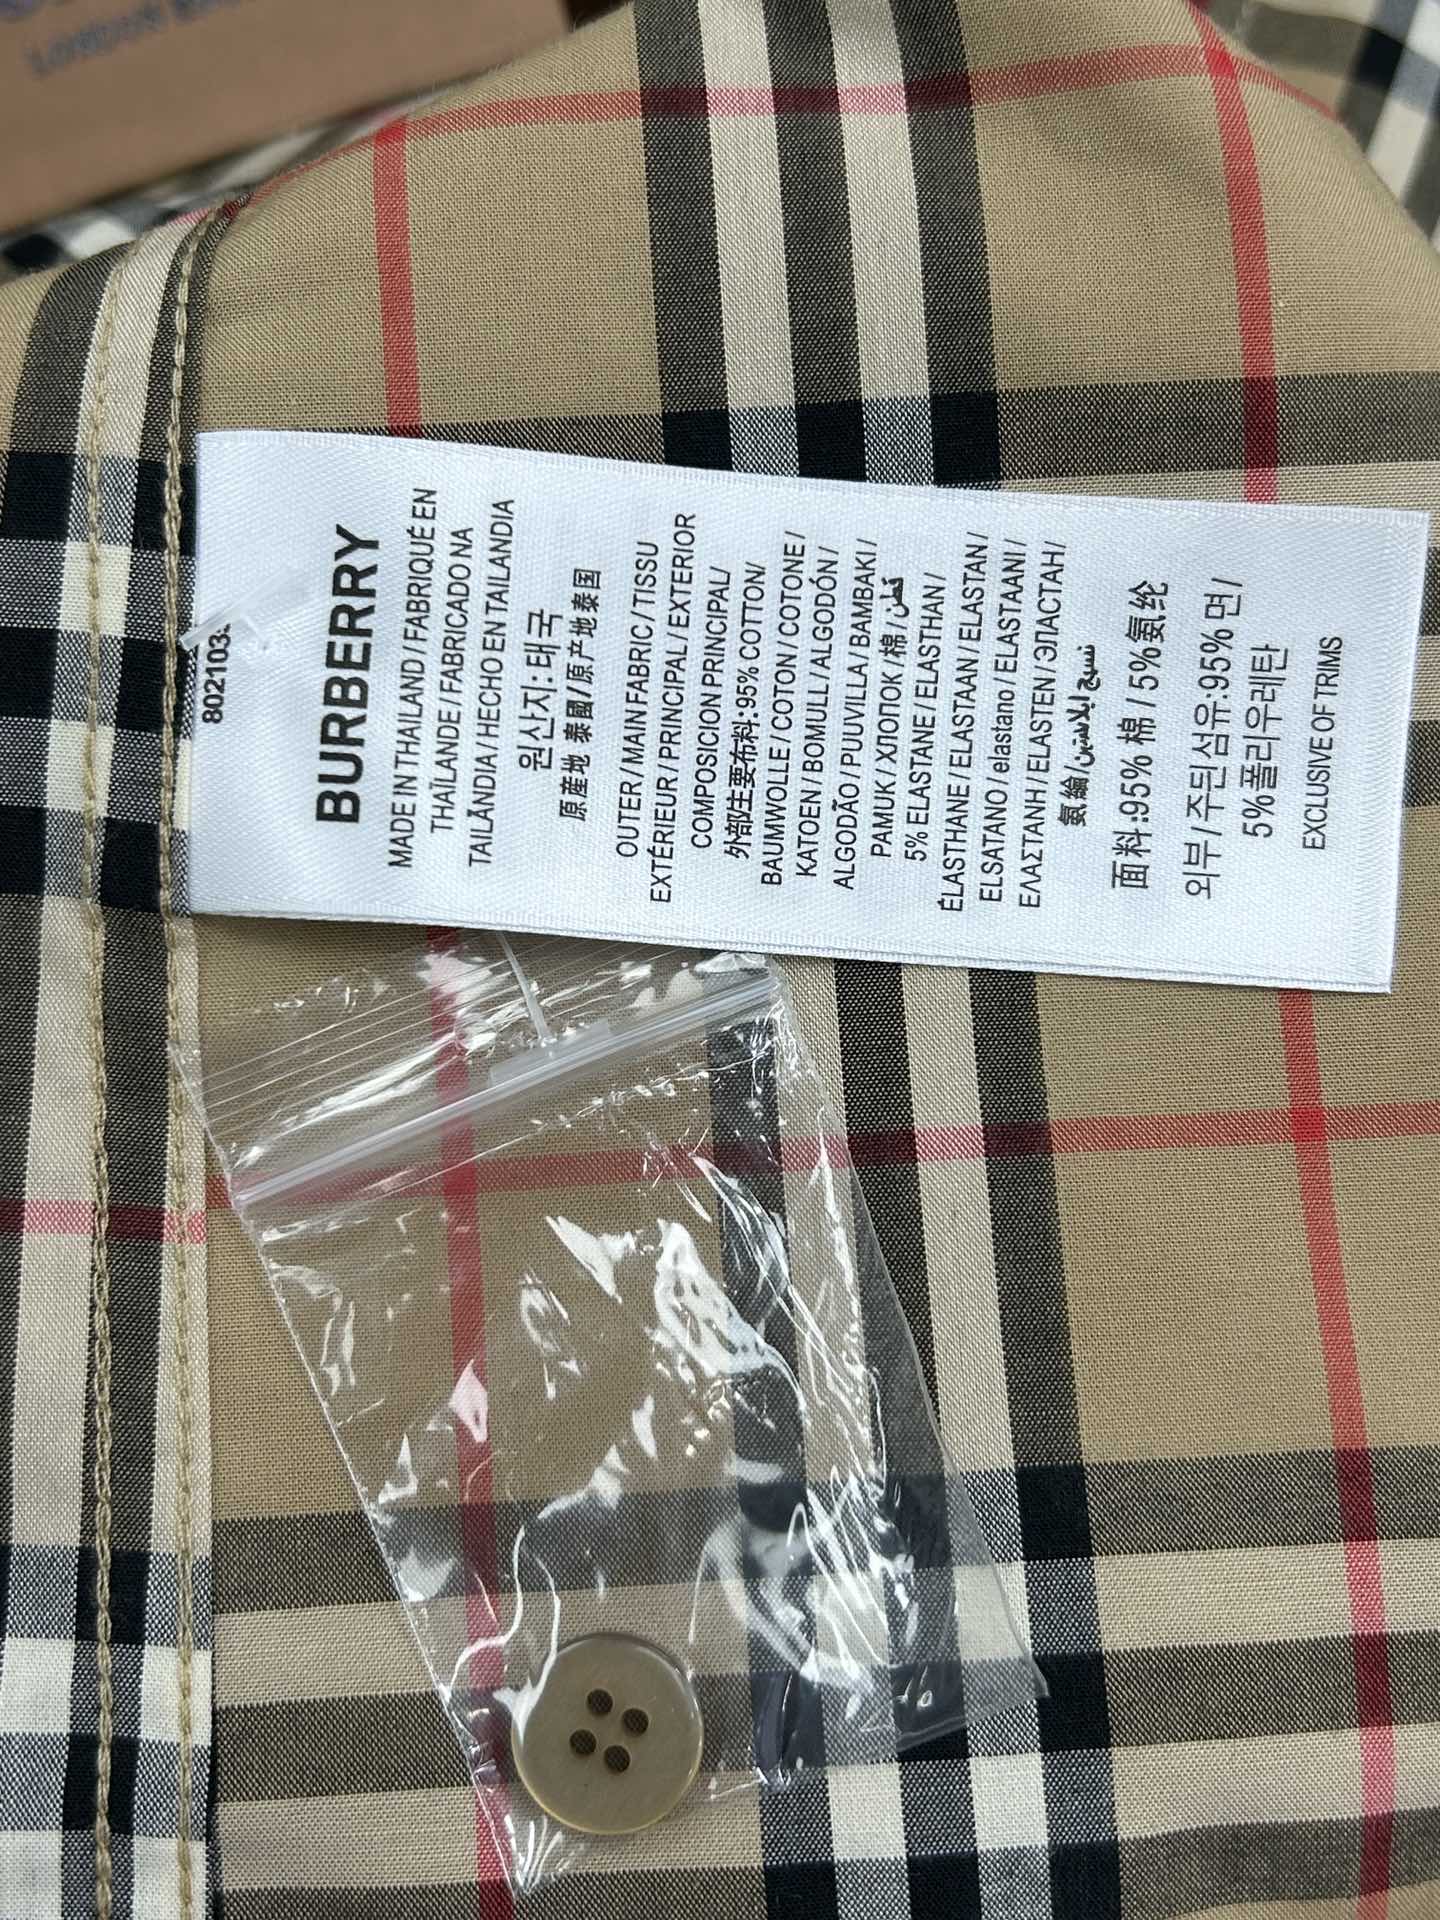 LONDON
802103
BURBERRY
MADE IN THAILAND / FABRIQUÉ EN
THAÏLANDE / FABRICADO NA
TAILÂNDIA / HECHO EN TAILANDIA
원산지: 태국
原産地 泰國 / 原产地泰国
OUTER / MAIN FABRIC / TISSU
EXTÉRIEUR / PRINCIPAL / EXTERIOR
COMPOSICION PRINCIPAL/
外部/主要布料: 95% COTTON/
BAUMWOLLE / COTON / COTONE /
KATOEN / BOMULL / ALGODÓN /
ALGODÃO / PUUVILLA / BAMBAKI /
PAMUK / ХЛОПОК / 棉 / قطن /
5% ELASTANE / ELASTHAN /
ÉLASTHANE / ELASTAAN / ELASTAN /
ELSATANO / elastano / ELASTAANI /
ΕΛΑΣΤΑΝΗ / ELASTEN / ЭЛАСТАН /
氨綸/نسيج الاستين
面料:95% 棉 / 5%氨纶
외부 / 주된섬유:95% 면 /
5%폴리우레탄
EXCLUSIVE OF TRIMS